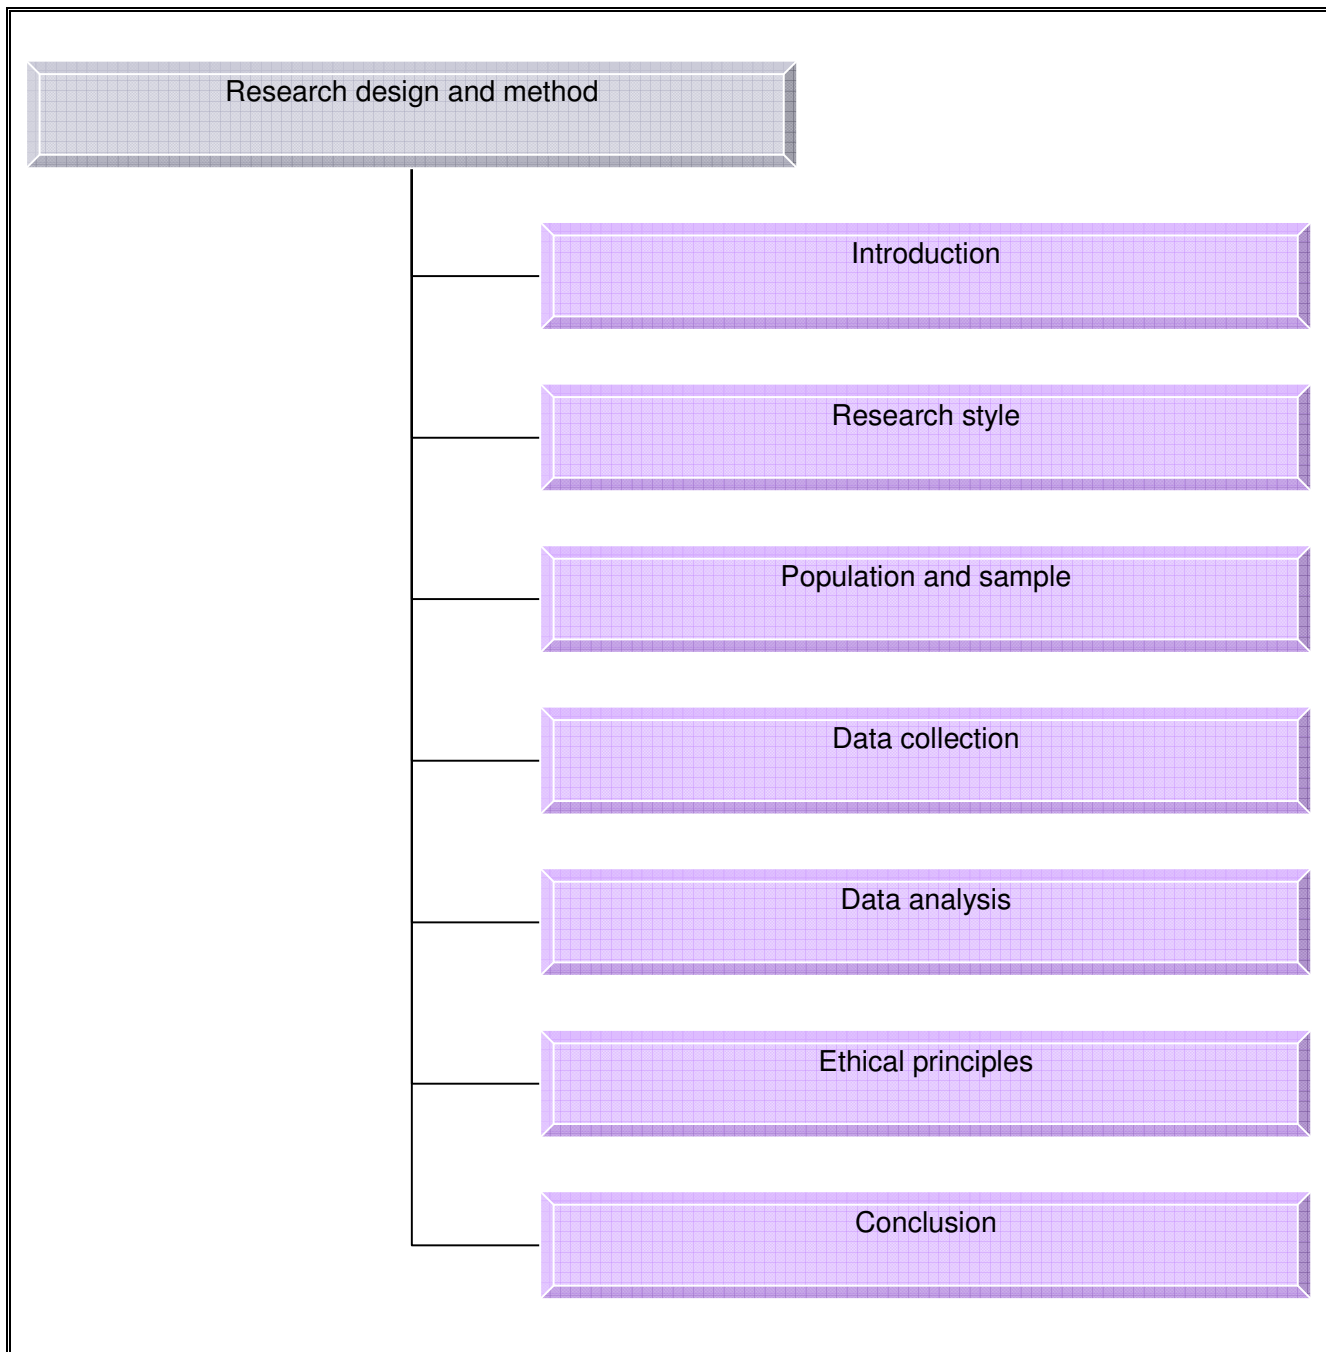 Research design and method
Introduction
Research style
Population and sample
Data collection
Data analysis
Ethical principles
Conclusion